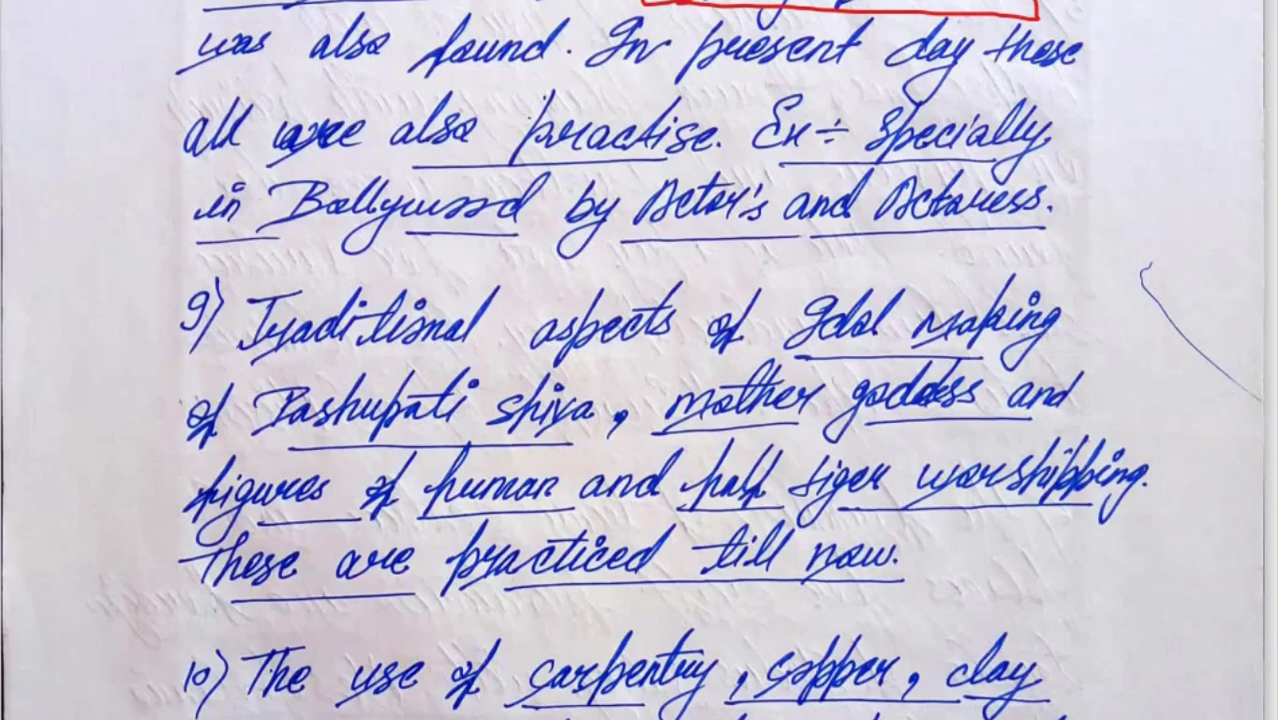 was also found. In present day these
all are also practise. Ex÷ specially
in Bollywood by Actor's and Actoress.
9) Traditional aspects of Idol making
of Pashupati shiva, mother goddess and
figures of human and half tiger worshipping.
These are practiced till now.
10) The use of carpentry, copper, clay